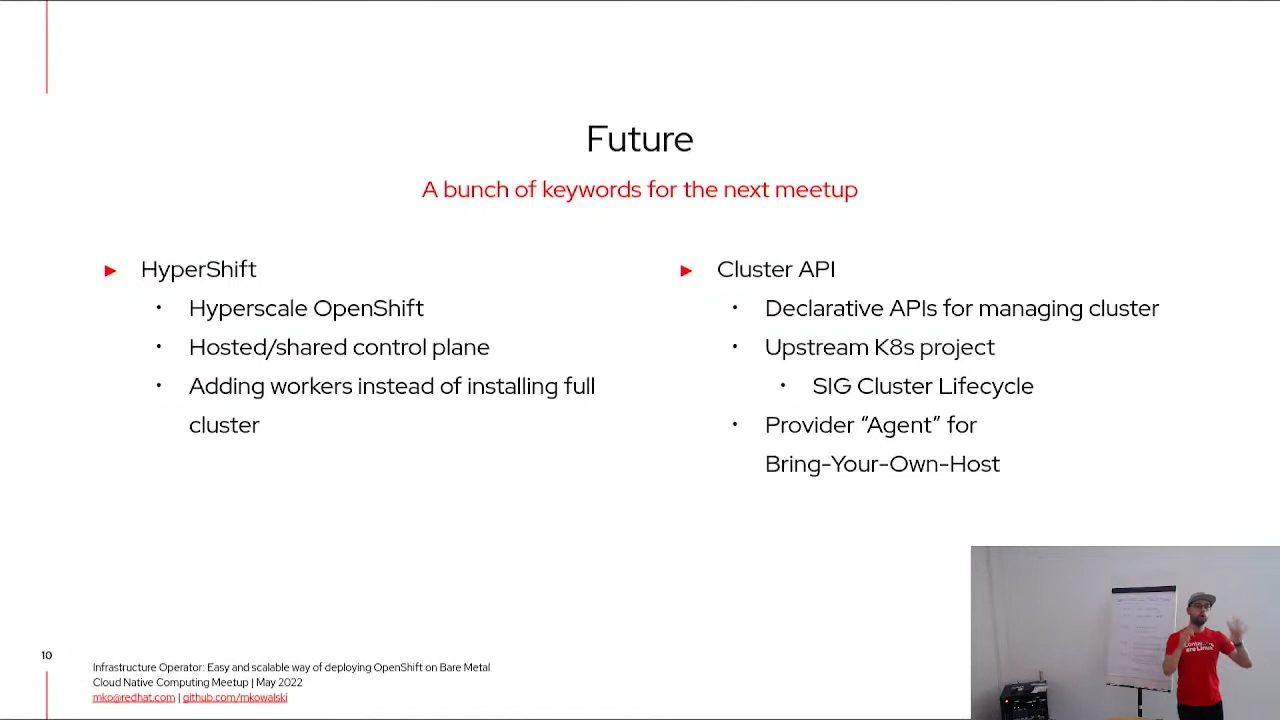 Future
A bunch of keywords for the next meetup
► HyperShift
• Hyperscale OpenShift
• Hosted/shared control plane
• Adding workers instead of installing full
cluster
► Cluster API
• Declarative APIs for managing cluster
• Upstream K8s project
• SIG Cluster Lifecycle
• Provider “Agent” for
Bring-Your-Own-Host
10
Infrastructure Operator: Easy and scalable way of deploying OpenShift on Bare Metal
Cloud Native Computing Meetup | May 2022
mko@redhat.com | github.com/mkowalski
are Linux